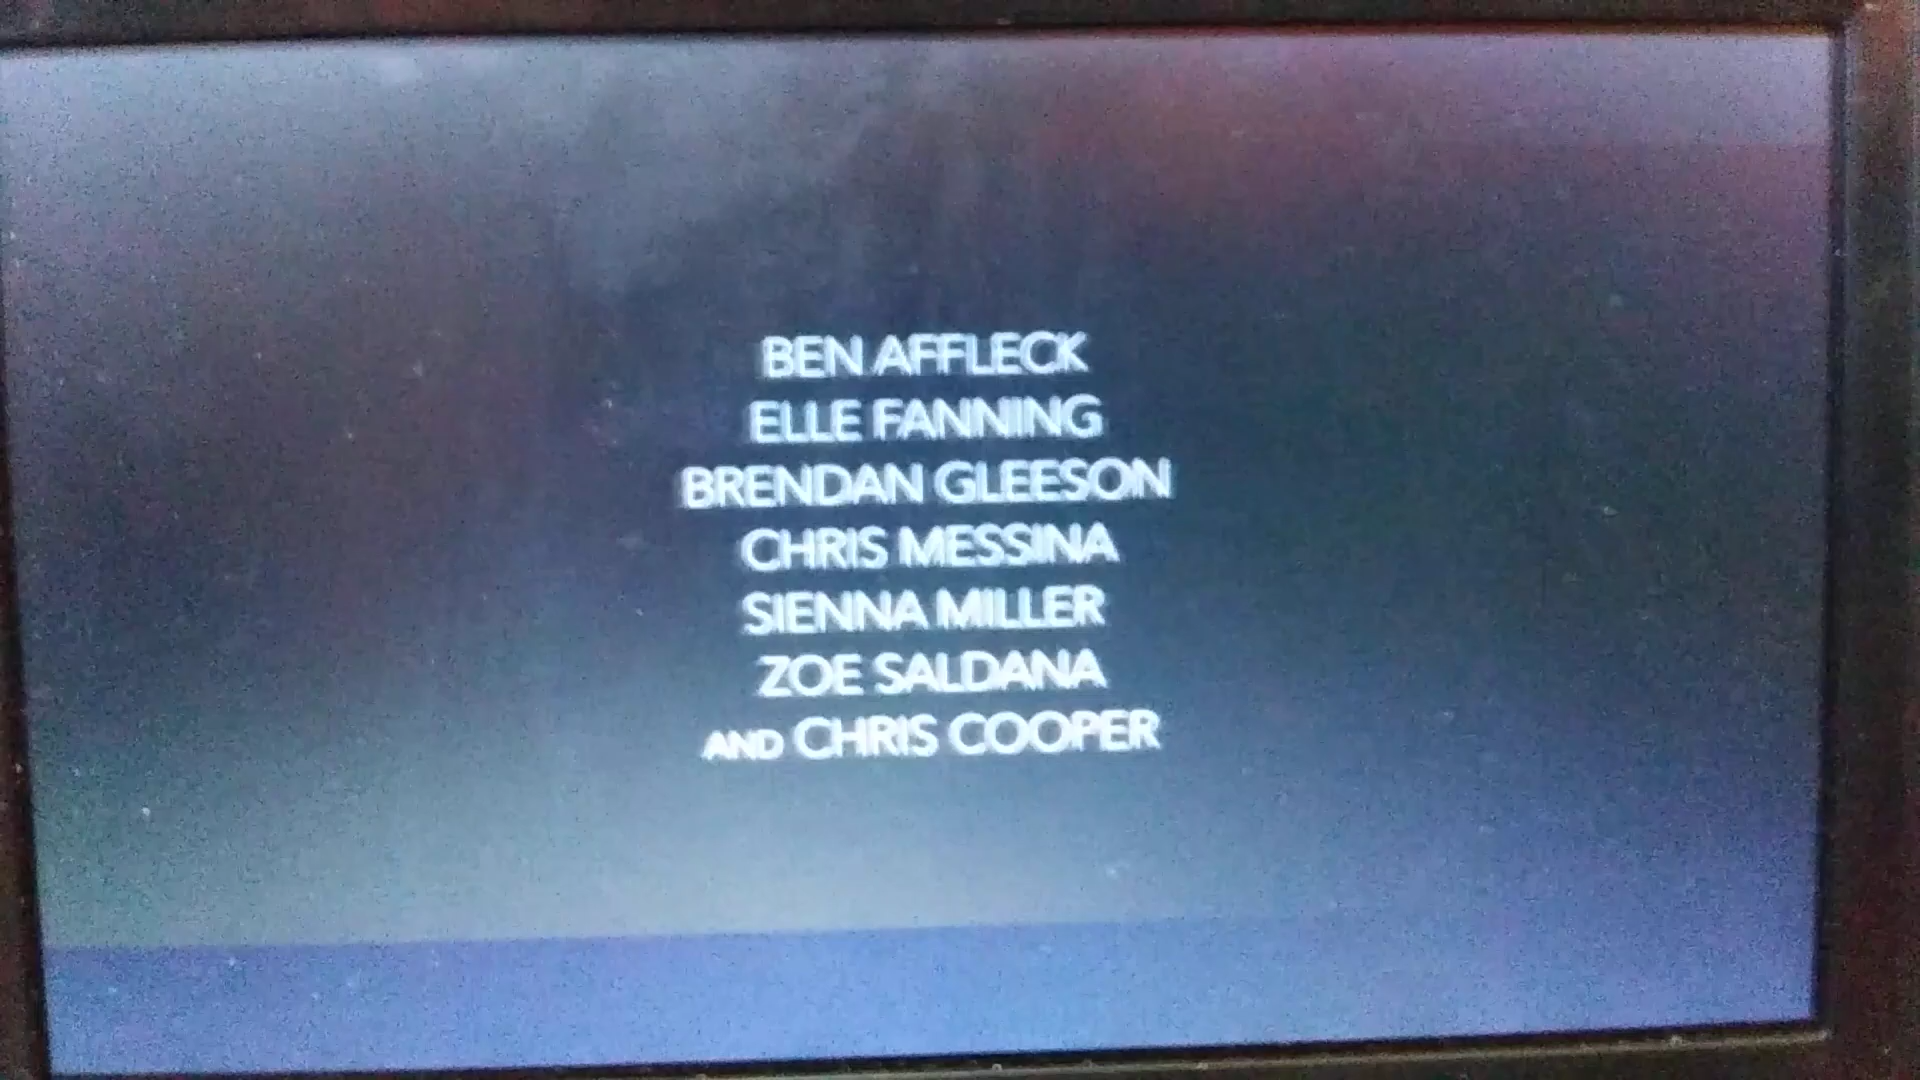 BEN AFFLECK
ELLE FANNING
BRENDAN GLEESON
CHRIS MESSINA
SIENNA MILLER
ZOE SALDANA
AND CHRIS COOPER